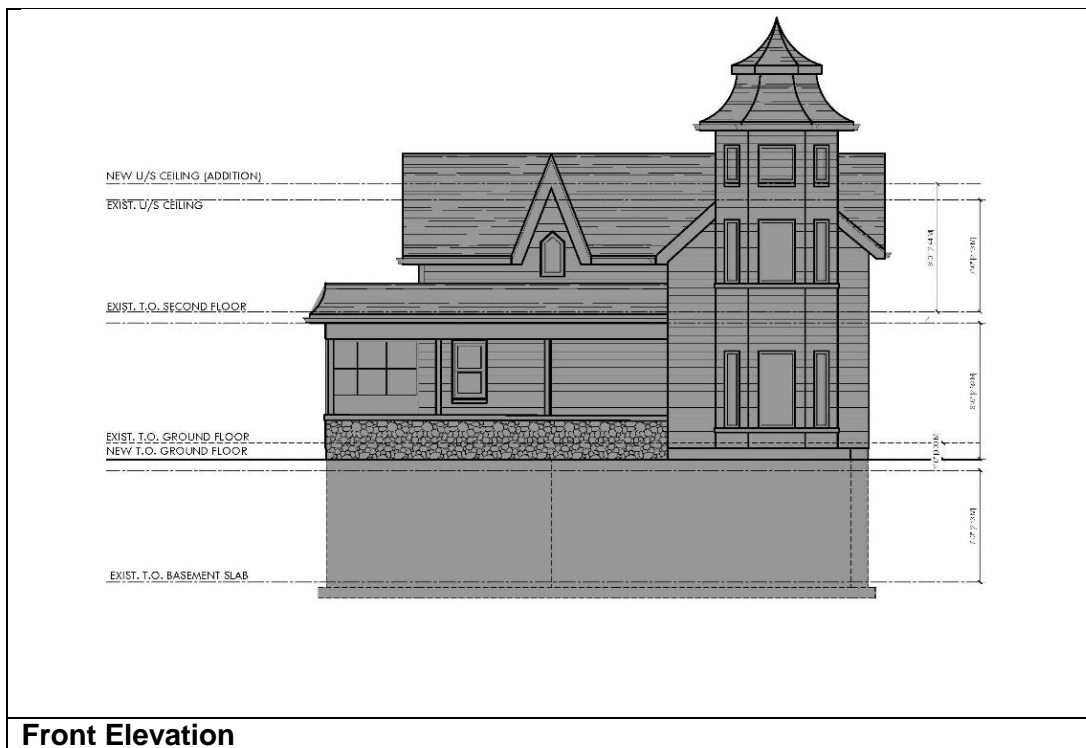 NEW U/S CEILING (ADDITION)
EXIST. U/S CEILING
EXIST. T.O. SECOND FLOOR
EXIST. T.O. GROUND FLOOR
NEW T.O. GROUND FLOOR
EXIST. T.O. BASEMENT SLAB
Front Elevation